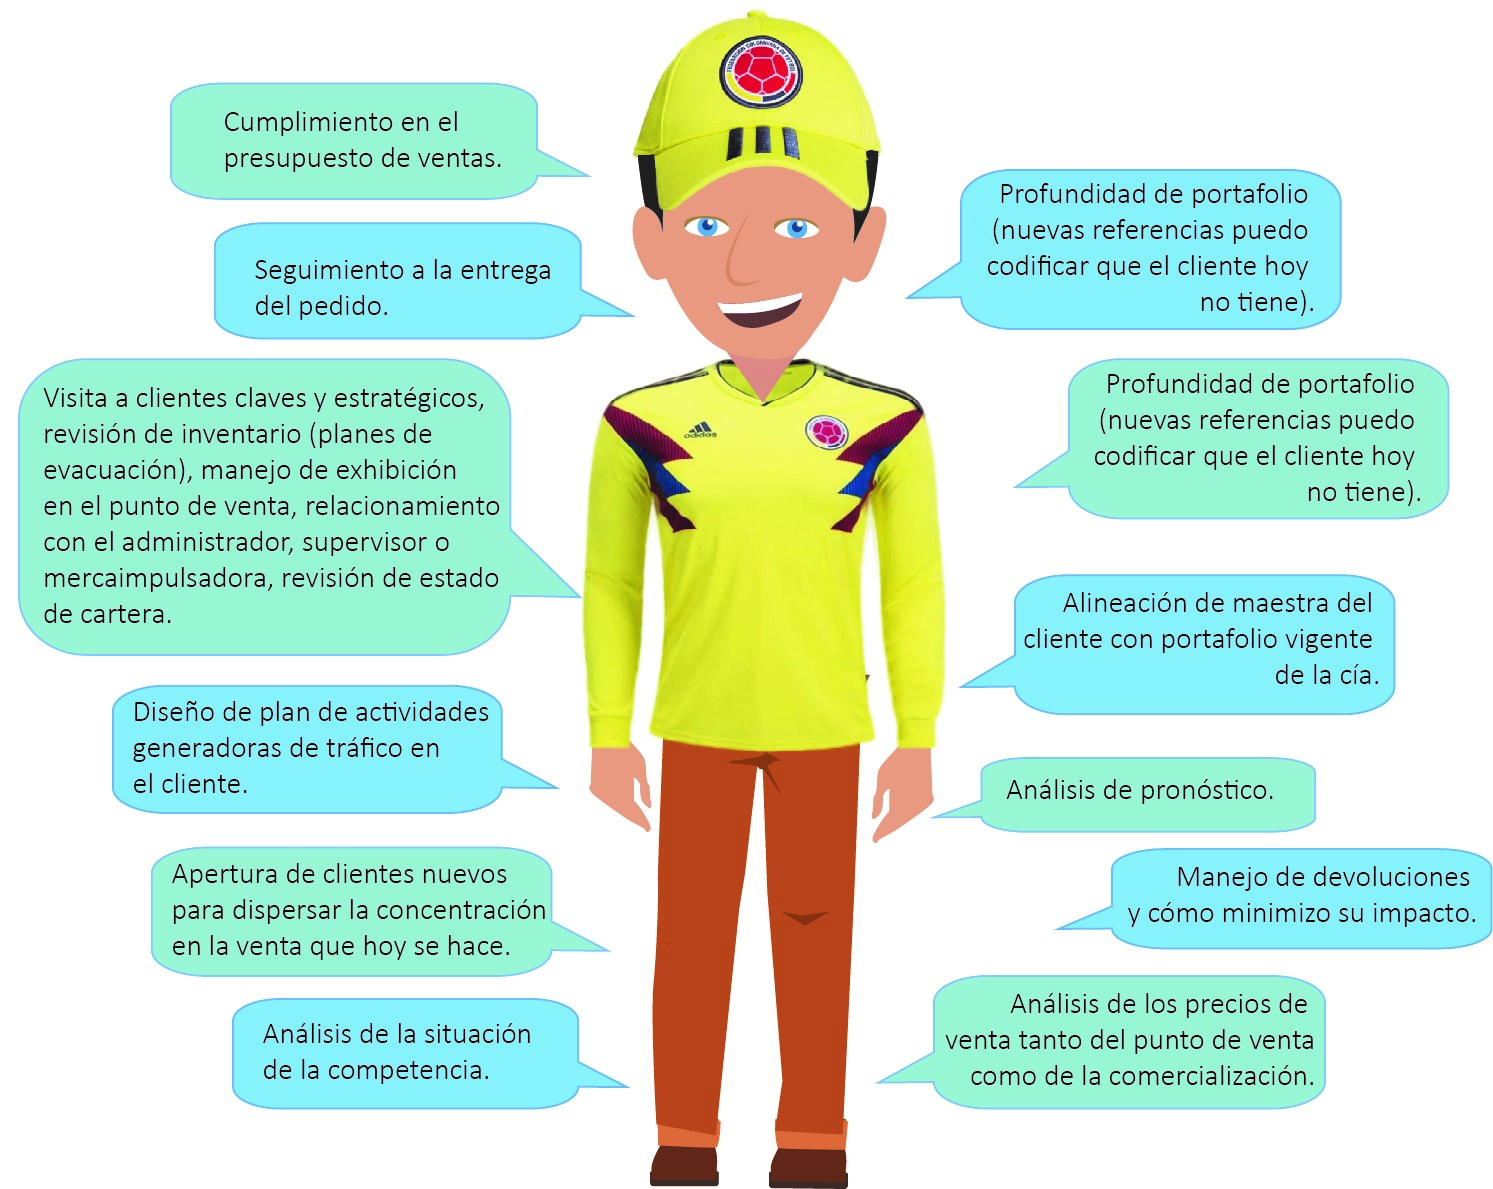 FEDERACIÓN COLOMBIANA DE FÚTBOL
Cumplimiento en el
presupuesto de ventas.
Seguimiento a la entrega
del pedido.
Visita a clientes claves y estratégicos,
revisión de inventario (planes de
evacuación), manejo de exhibición
en el punto de venta, relacionamiento
con el administrador, supervisor o
mercaimpulsadora, revisión de estado
de cartera.
Diseño de plan de actividades
generadoras de tráfico en
el cliente.
Apertura de clientes nuevos
para dispersar la concentración
en la venta que hoy se hace.
Análisis de la situación
de la competencia.
adidas
Profundidad de portafolio
(nuevas referencias puedo
codificar que el cliente hoy
no tiene).
Profundidad de portafolio
(nuevas referencias puedo
codificar que el cliente hoy
no tiene).
Alineación de maestra del
cliente con portafolio vigente
de la cía.
Análisis de pronóstico.
Manejo de devoluciones
y cómo minimizo su impacto.
Análisis de los precios de
venta tanto del punto de venta
como de la comercialización.